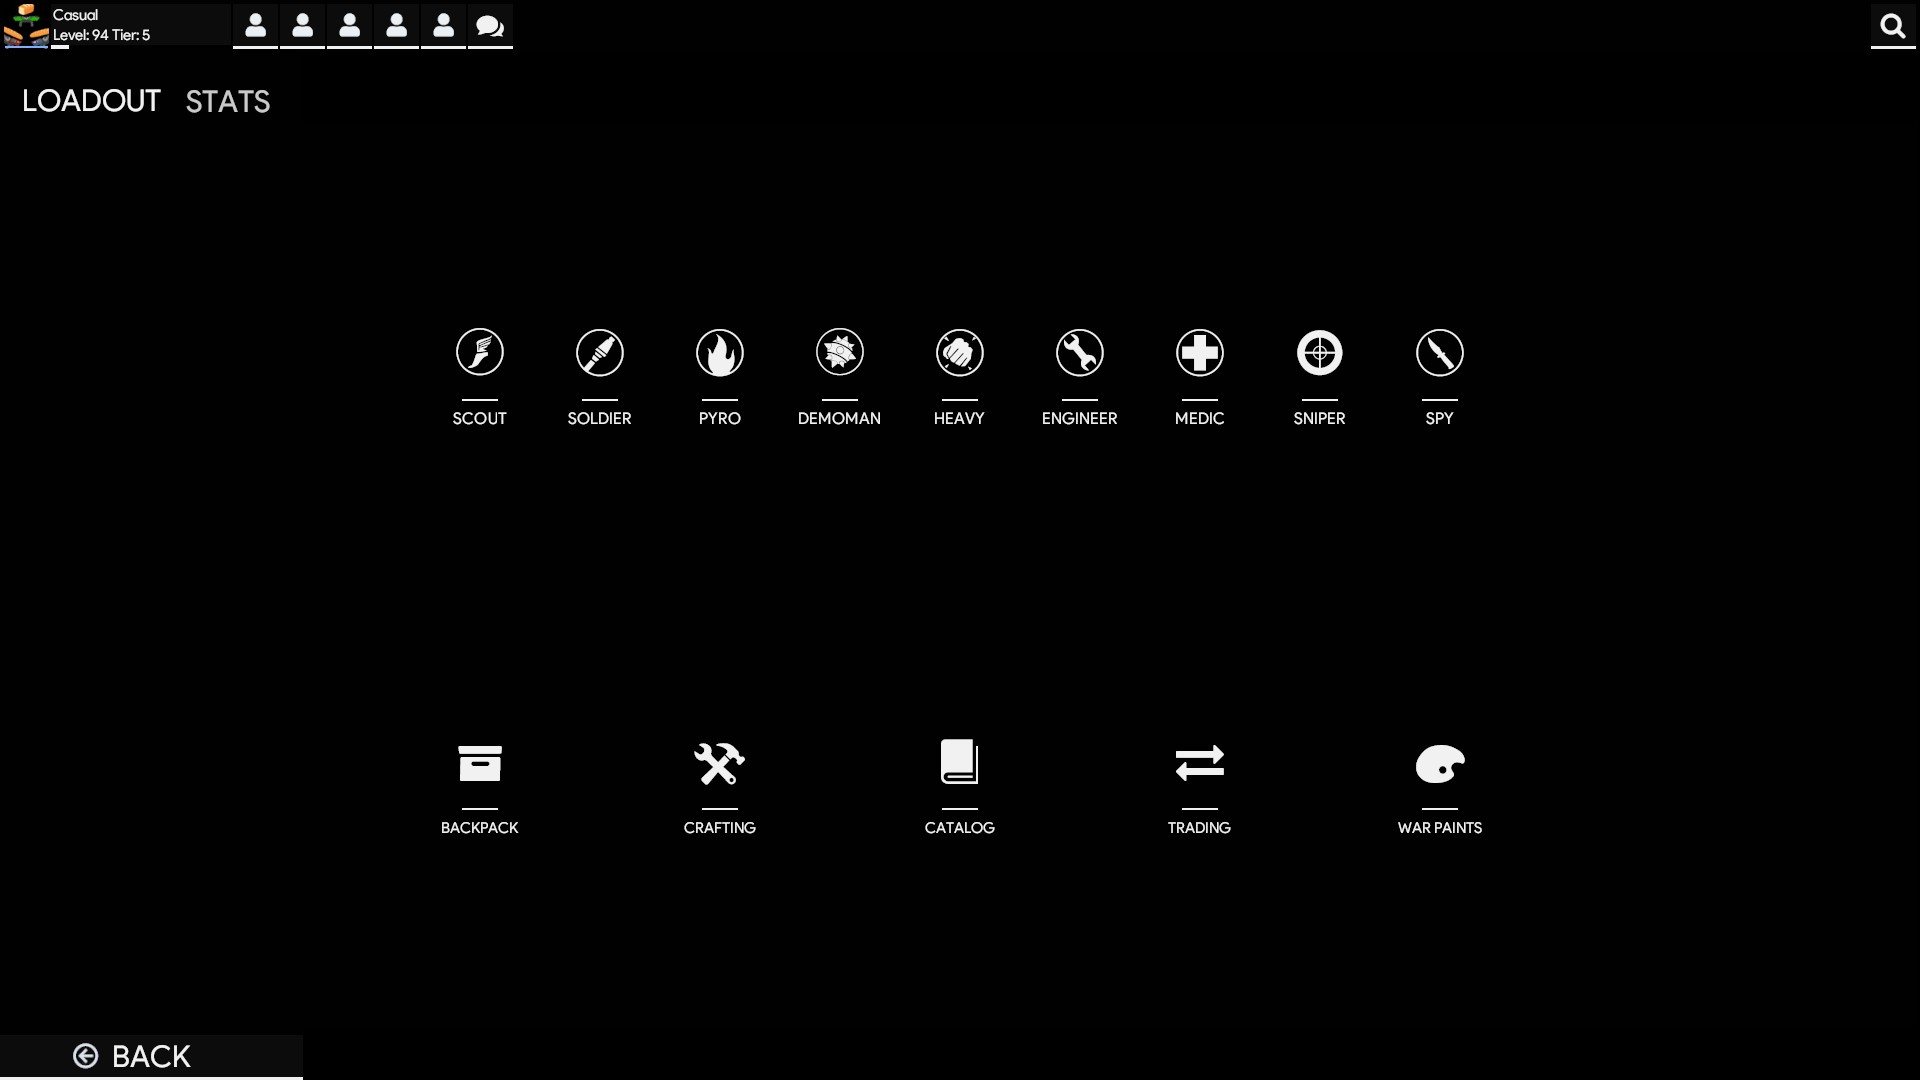 Casual
Level: 94 Tier: 5
LOADOUT STATS
SCOUT SOLDIER PYRO DEMOMAN HEAVY ENGINEER MEDIC SNIPER SPY
BACKPACK CRAFTING CATALOG TRADING WAR PAINTS
BACK